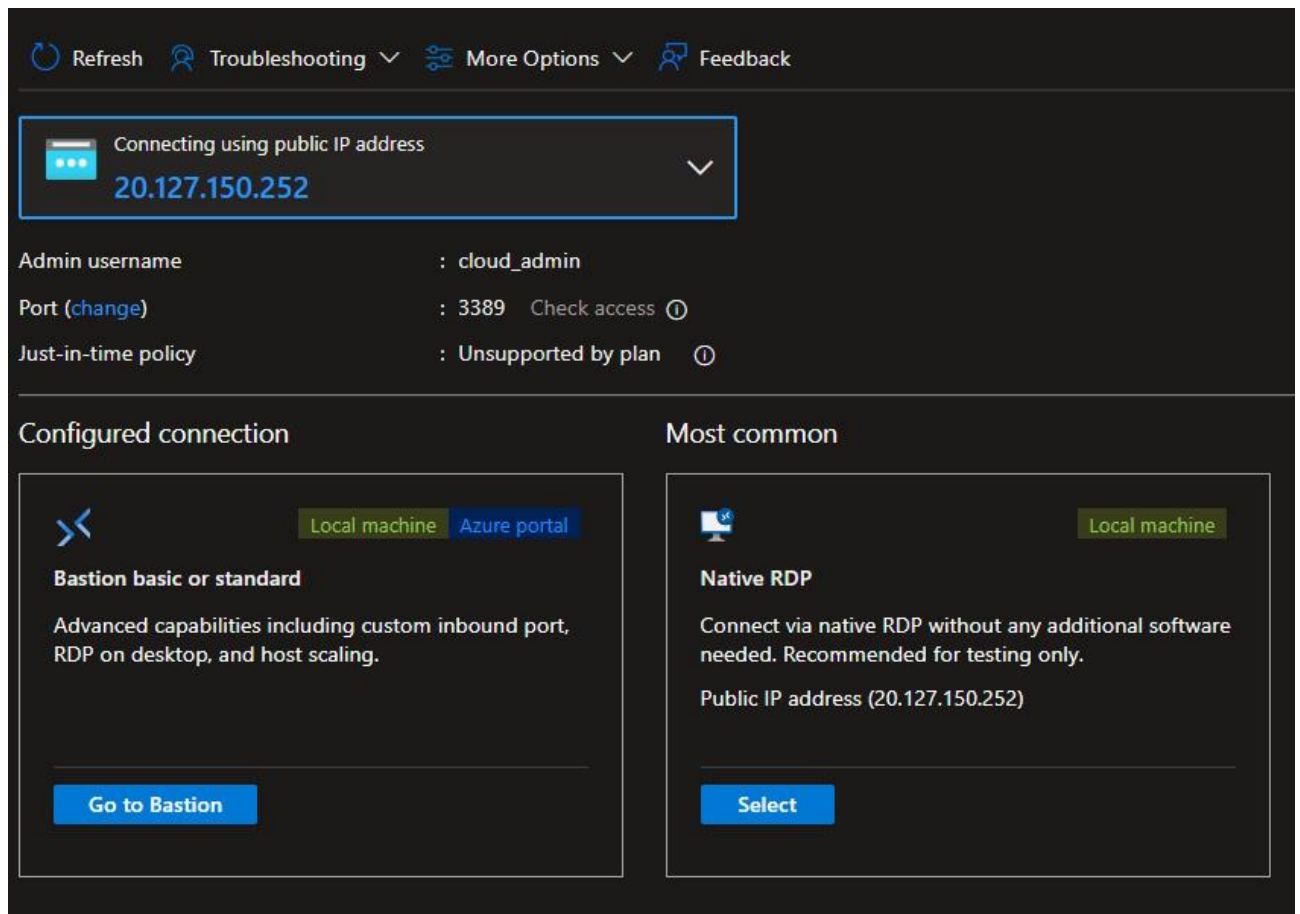 Refresh Troubleshooting More Options Feedback
Connecting using public IP address
20.127.150.252
Admin username : cloud_admin
Port (change) : 3389 Check access
Just-in-time policy : Unsupported by plan
Configured connection
Local machine Azure portal
Bastion basic or standard
Advanced capabilities including custom inbound port,
RDP on desktop, and host scaling.
Go to Bastion
Most common
Local machine
Native RDP
Connect via native RDP without any additional software
needed. Recommended for testing only.
Public IP address (20.127.150.252)
Select